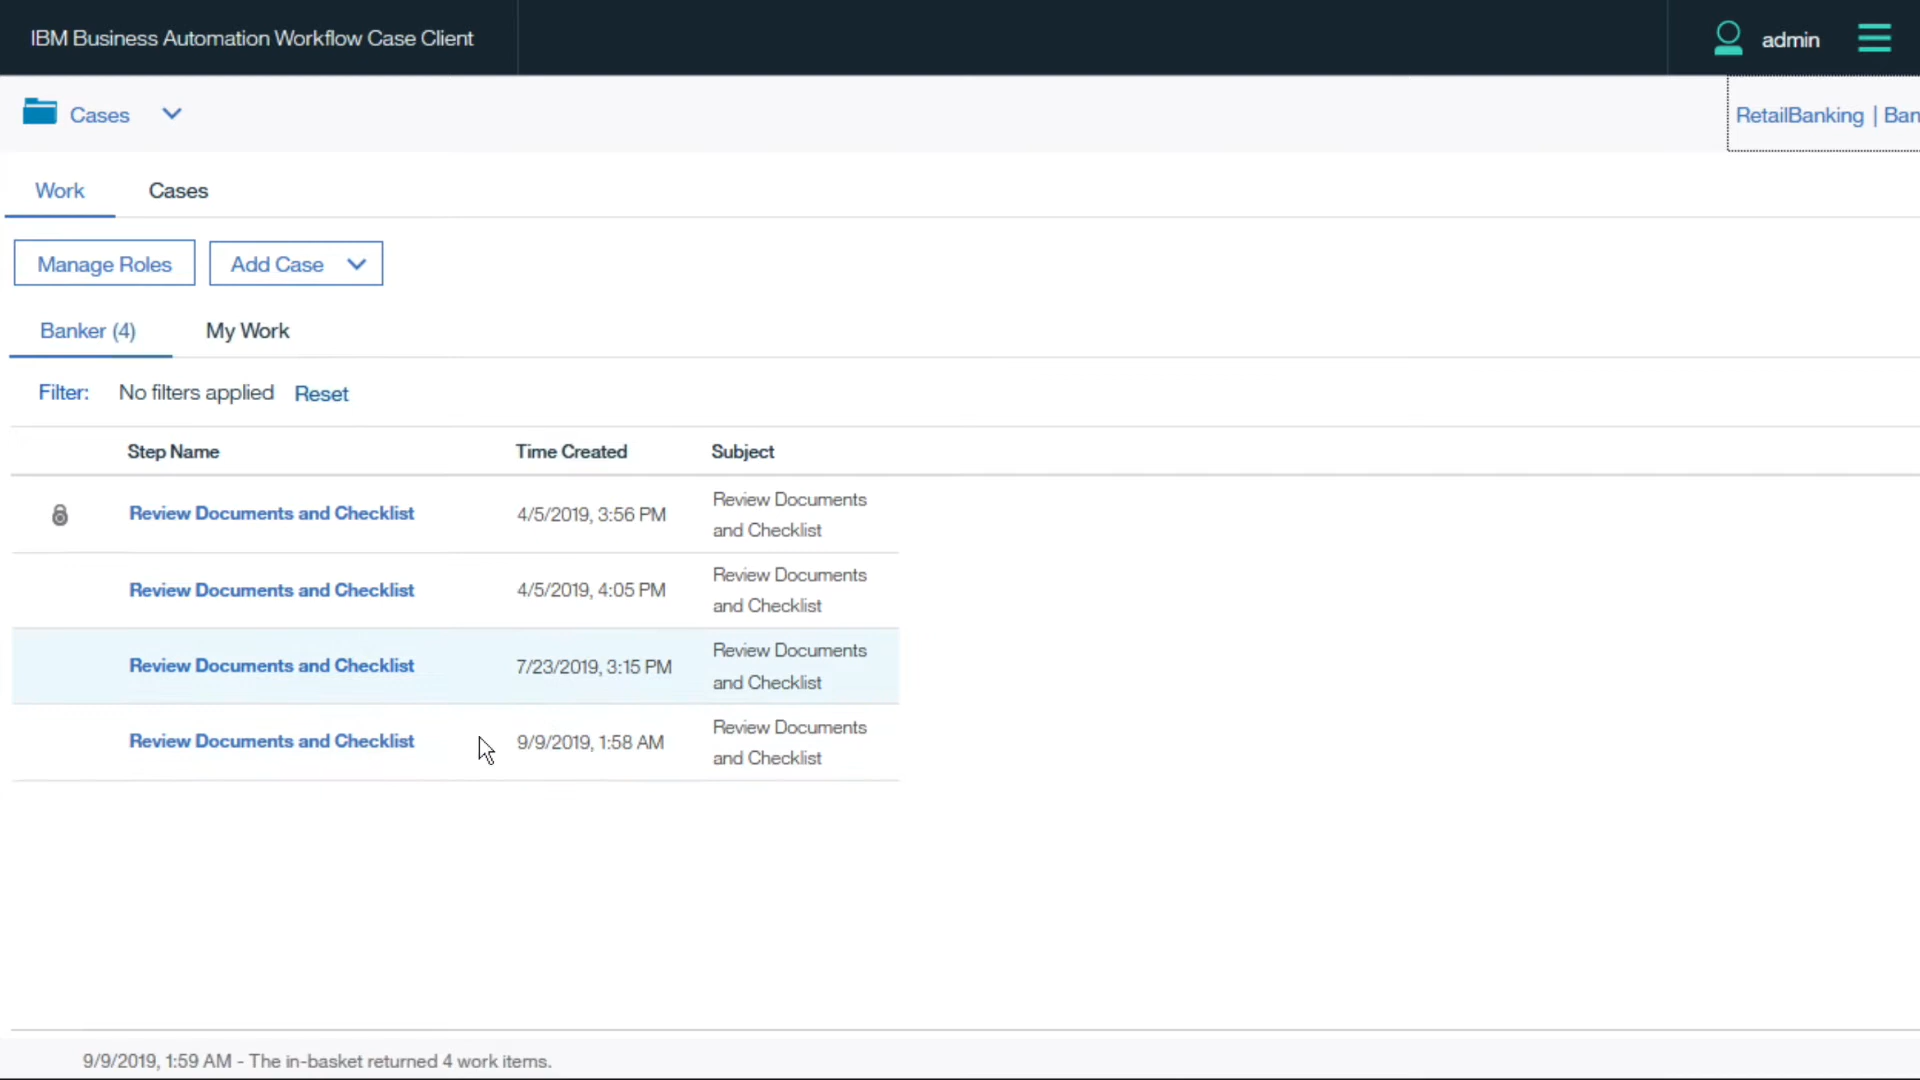 IBM Business Automation Workflow Case Client
admin
Cases
RetailBanking | Ban
Work
Cases
Manage Roles
Add Case
Banker (4)
My Work
Filter: No filters applied Reset
Step Name
Time Created
Subject
Review Documents and Checklist
4/5/2019, 3:56 PM
Review Documents
and Checklist
Review Documents and Checklist
4/5/2019, 4:05 PM
Review Documents
and Checklist
Review Documents and Checklist
7/23/2019, 3:15 PM
Review Documents
and Checklist
Review Documents and Checklist
9/9/2019, 1:58 AM
Review Documents
and Checklist
9/9/2019, 1:59 AM - The in-basket returned 4 work items.